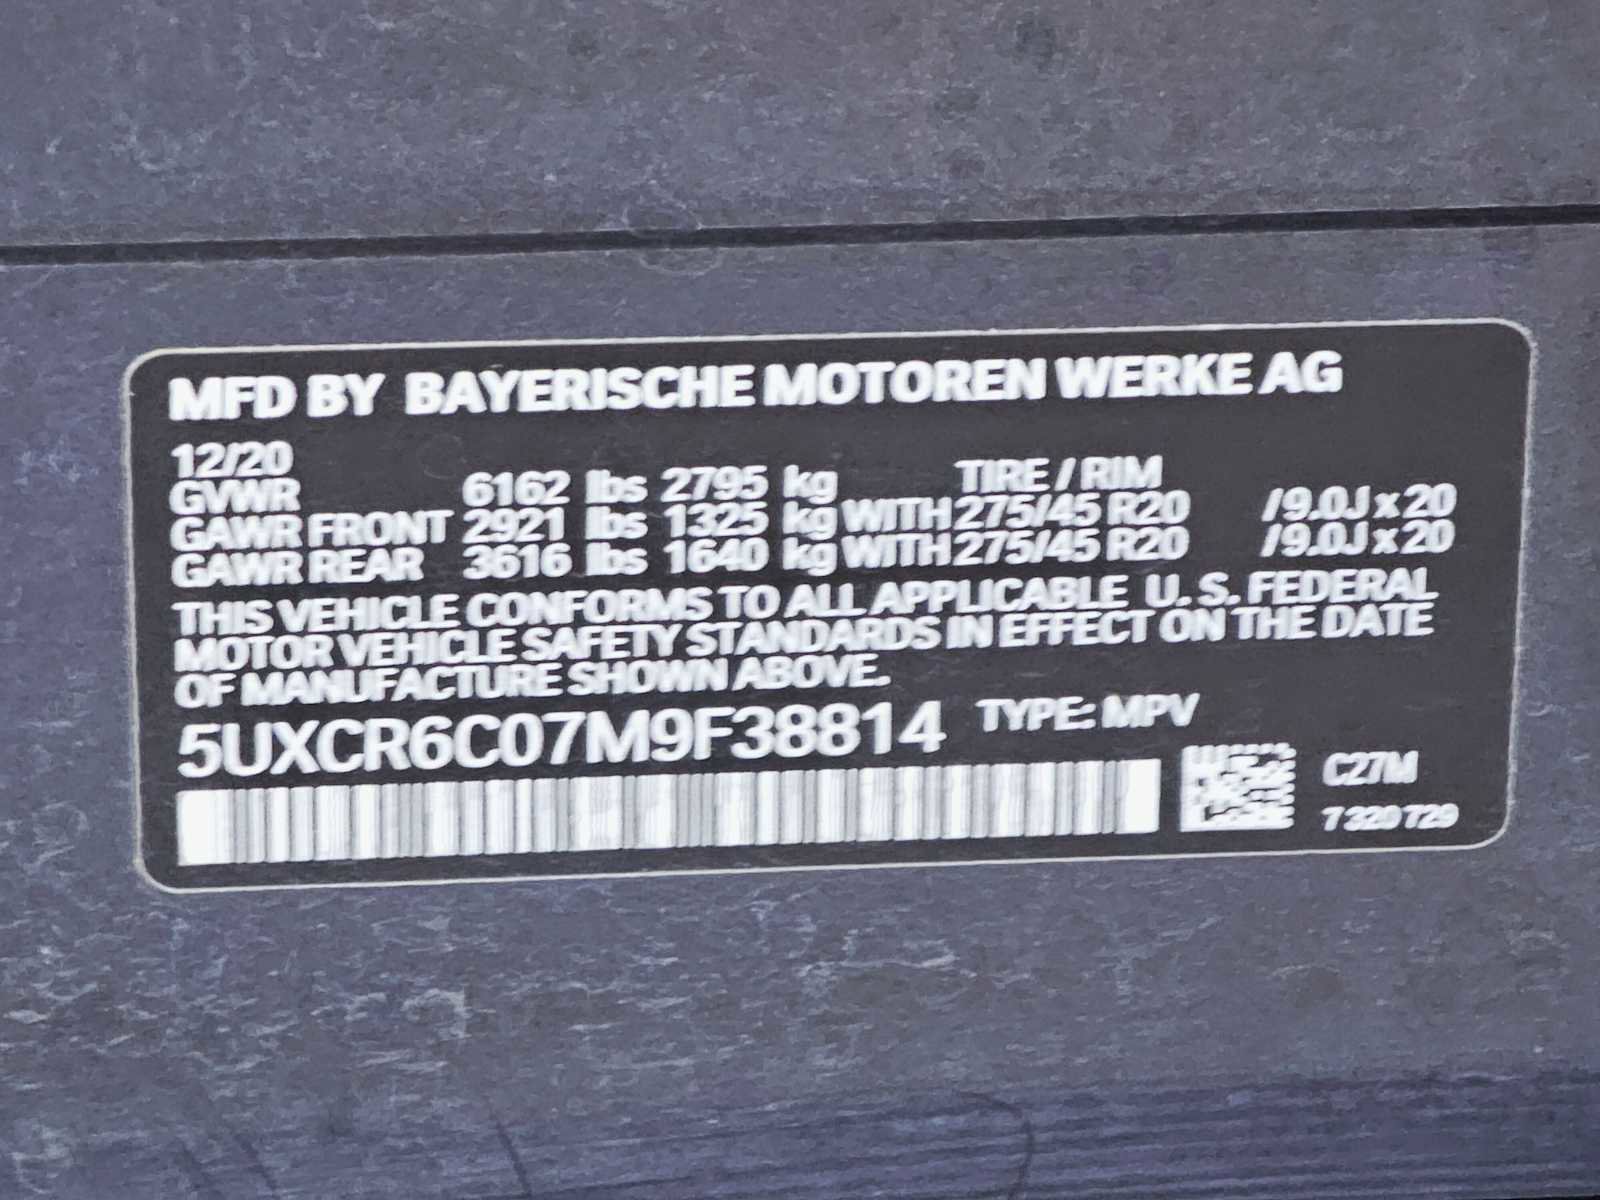 MFD BY BAYERISCHE MOTOREN WERKE AG
12/20
TIRE / RIM
GVWR 6162 lbs 2795 kg
GAWR FRONT 2921 lbs 1325 kg WITH 275/45 R20 / 9.0J x 20
GAWR REAR 3616 lbs 1640 kg WITH 275/45 R20 / 9.0J x 20
THIS VEHICLE CONFORMS TO ALL APPLICABLE U.S. FEDERAL
MOTOR VEHICLE SAFETY STANDARDS IN EFFECT ON THE DATE
OF MANUFACTURE SHOWN ABOVE.
5UXCR6C07M9F38814 TYPE: MPV
C27M
7 320 729